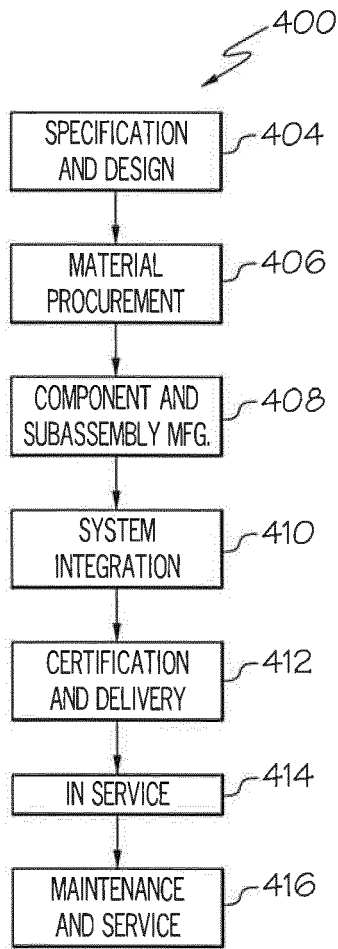 400
SPECIFICATION
AND DESIGN
404
MATERIAL
PROCUREMENT
406
COMPONENT AND
SUBASSEMBLY MFG.
408
SYSTEM
INTEGRATION
410
CERTIFICATION
AND DELIVERY
412
IN SERVICE
414
MAINTENANCE
AND SERVICE
416